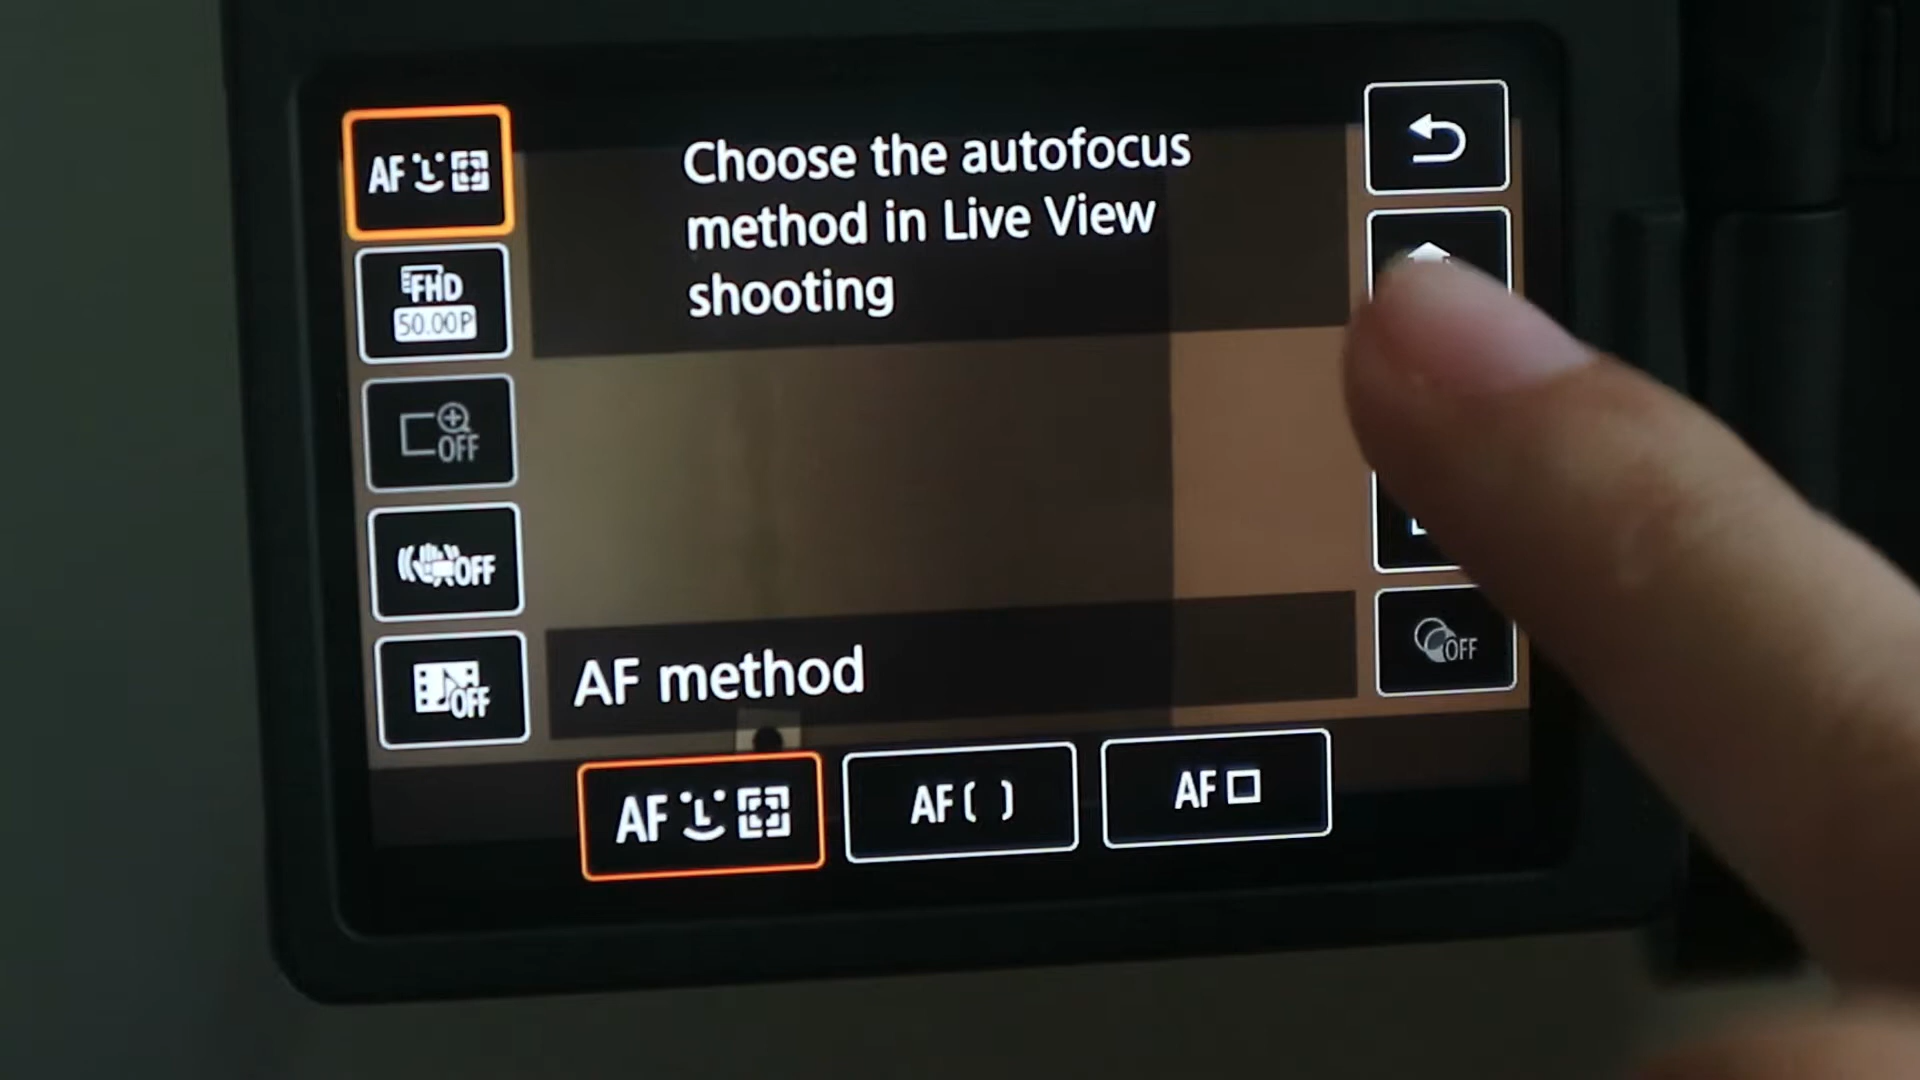 AF
Choose the autofocus
method in Live View
shooting
FHD
50.00P
OFF
OFF
OFF
OFF
AF method
AF
AF( )
AF